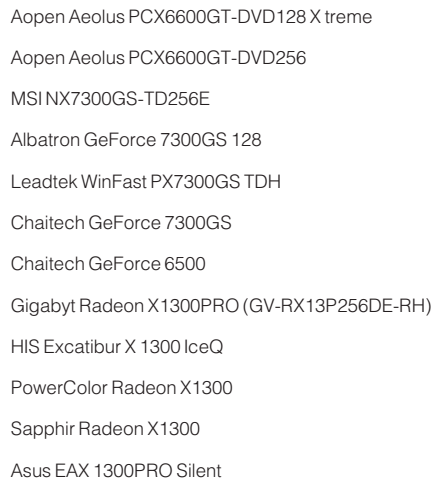 Aopen Aeolus PCX6600GT-DVD128 X treme
Aopen Aeolus PCX6600GT-DVD256
MSI NX7300GS-TD256E
Albatron GeForce 7300GS 128
Leadtek WinFast PX7300GS TDH
Chaitech GeForce 7300GS
Chaitech GeForce 6500
Gigabyt Radeon X1300PRO (GV-RX13P256DE-RH)
HIS Excatibur X 1300 IceQ
PowerColor Radeon X1300
Sapphir Radeon X1300
Asus EAX 1300PRO Silent